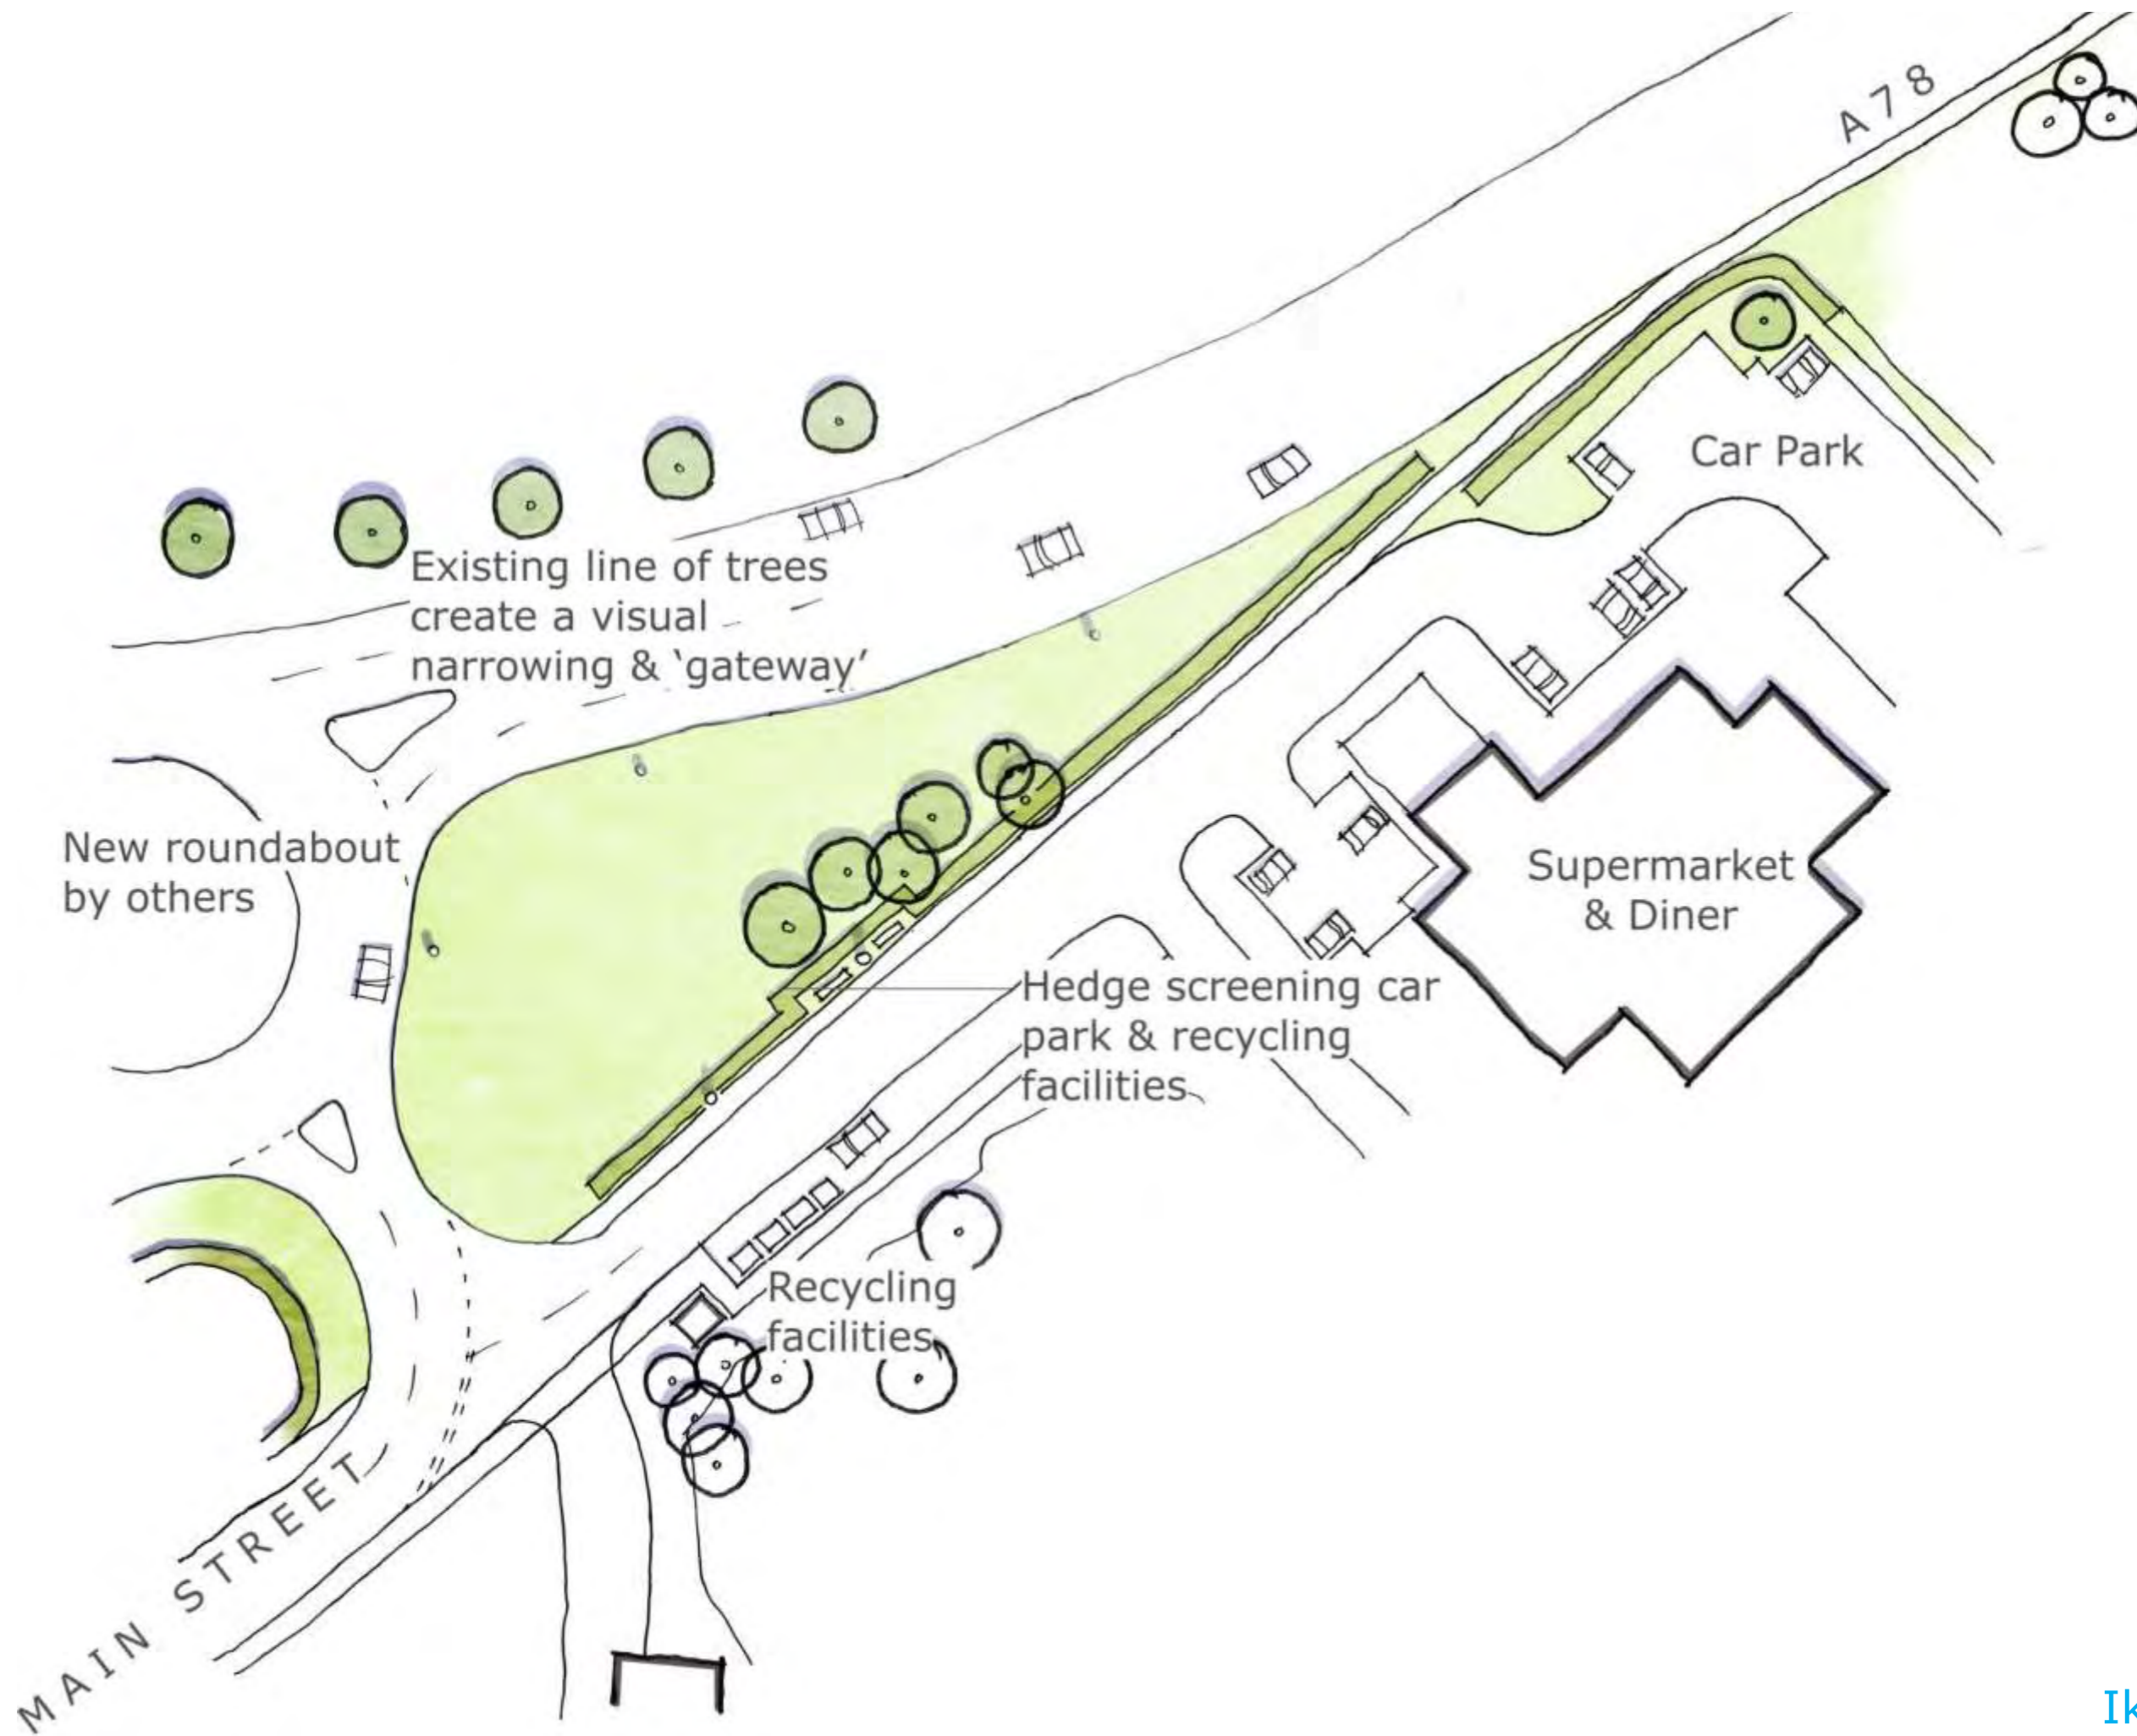 A78
Car Park
Existing line of trees
create a visual
narrowing & ‘gateway’
New roundabout
by others
Supermarket
& Diner
Hedge screening car
park & recycling
facilities
Recycling
facilities
MAIN STREET
Ik